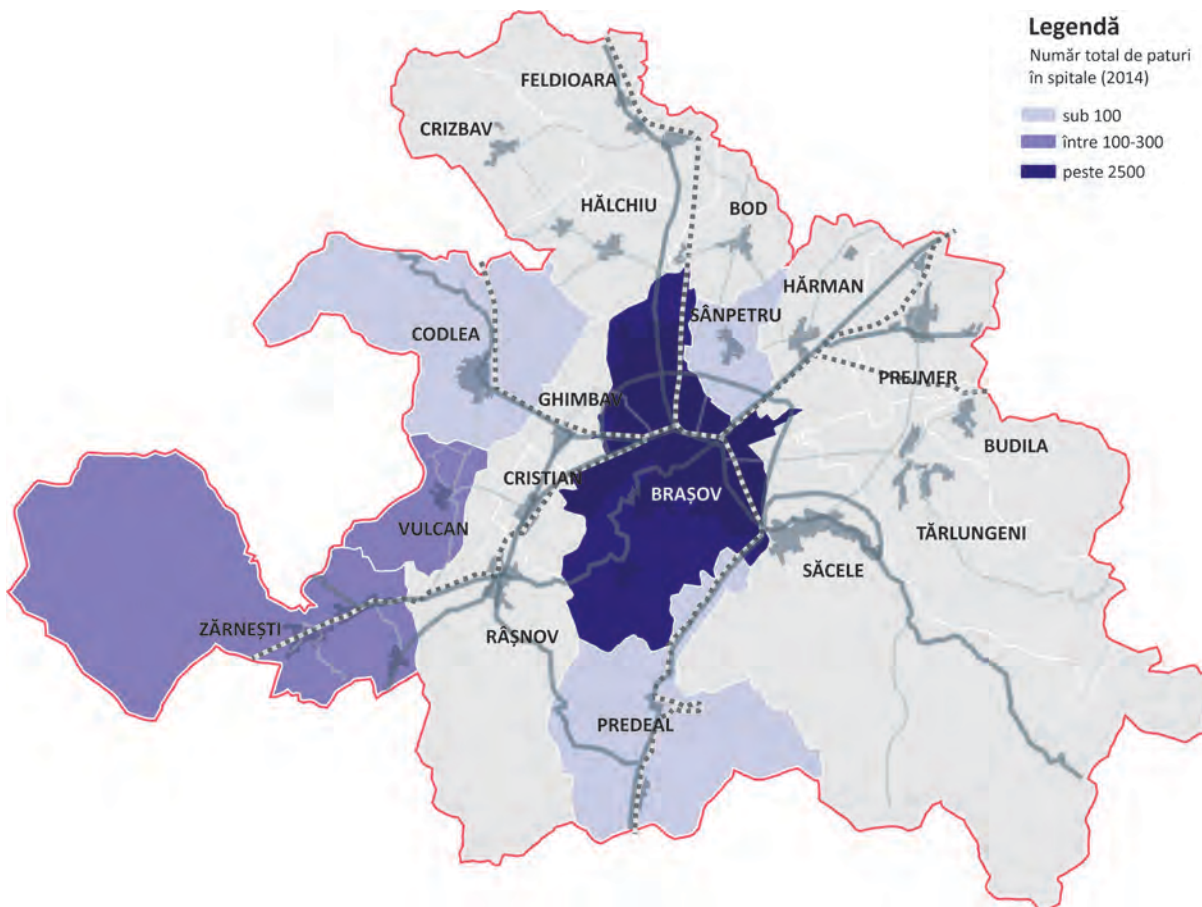 Legendă
Număr total de paturi
în spitale (2014)
sub 100
între 100-300
peste 2500
FELDIOARA
CRIZBAV
HĂLCHIU
BOD
HĂRMAN
SÂNPETRU
CODLEA
PREJMER
GHIMBAV
BUDILA
CRISTIAN
BRAȘOV
VULCAN
TĂRLUNGENI
SĂCELE
ZĂRNEȘTI
RÂȘNOV
PREDEAL